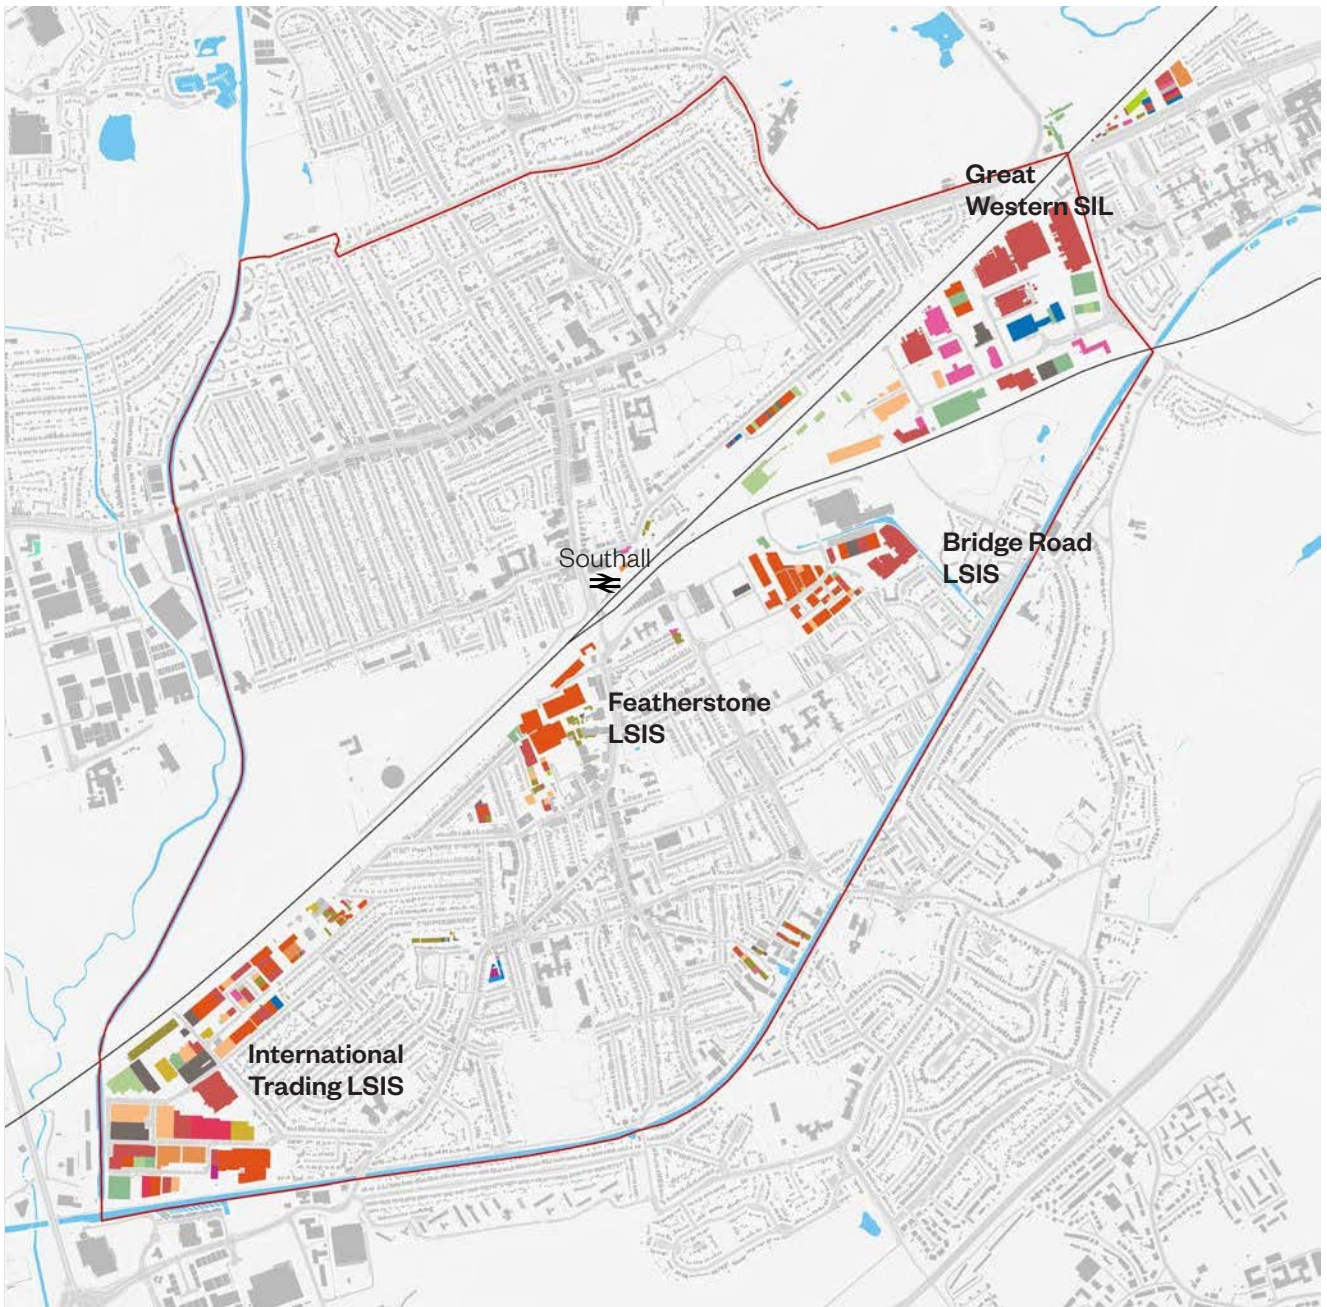 Great
Western SIL
Bridge Road
LSIS
Southall
Featherstone
LSIS
International
Trading LSIS